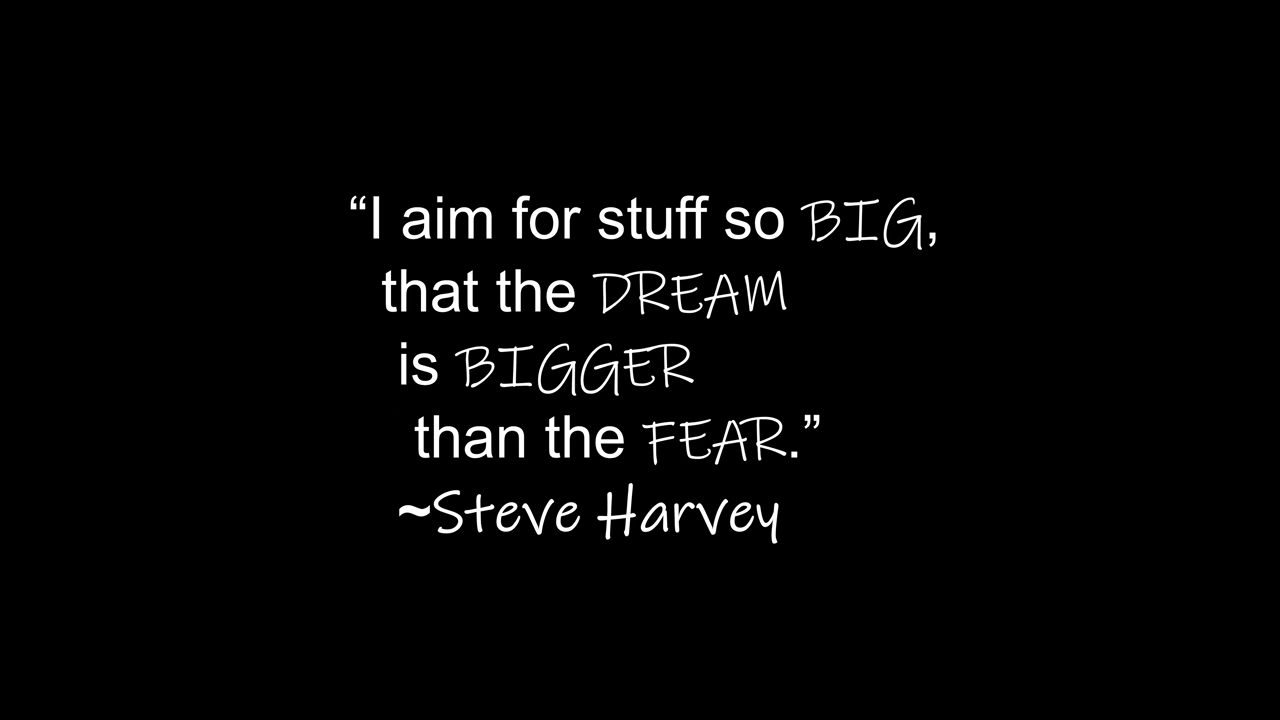 “I aim for stuff so BIG,
that the DREAM
is BIGGER
than the FEAR.”
~Steve Harvey